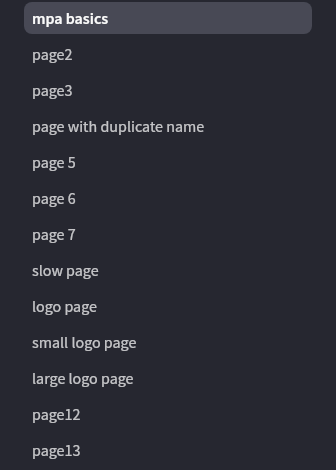 mpa basics
page2
page3
page with duplicate name
page 5
page 6
page 7
slow page
logo page
small logo page
large logo page
page12
page13